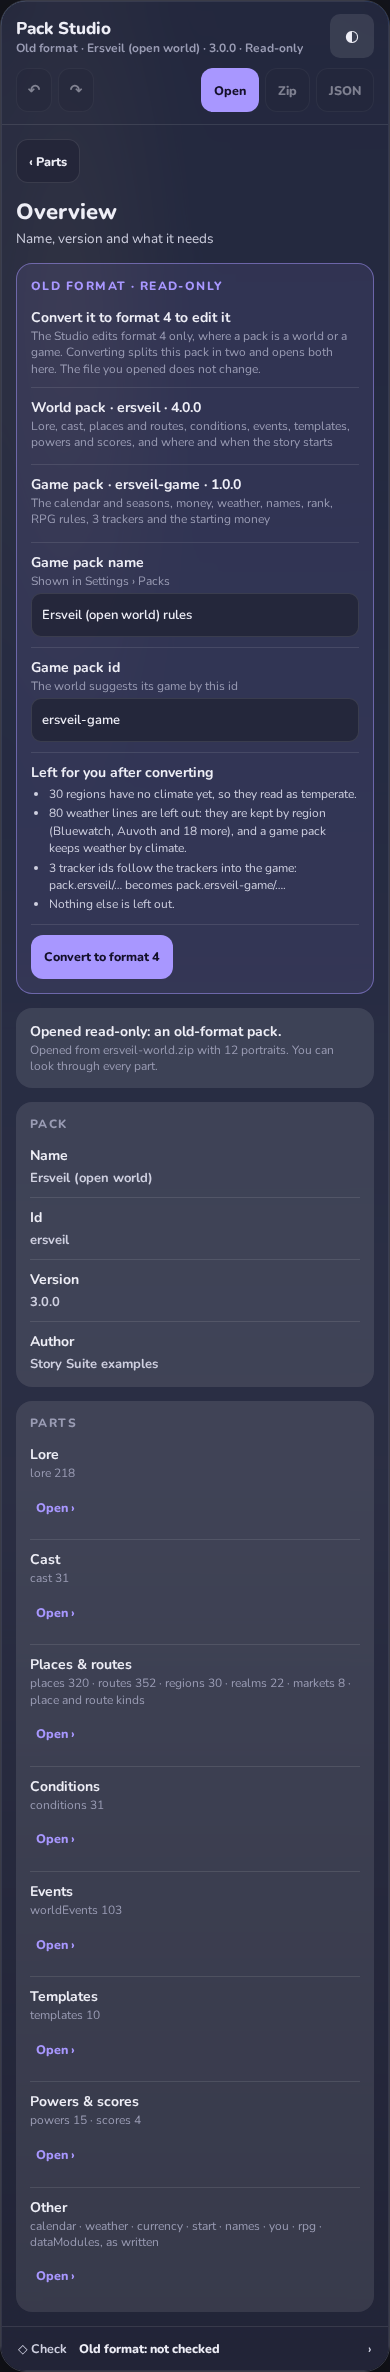 Pack Studio
Old format · Ersveil (open world) · 3.0.0 · Read-only
Open
Zip
JSON
‹ Parts
Overview
Name, version and what it needs
OLD FORMAT · READ-ONLY
Convert it to format 4 to edit it
The Studio edits format 4 only, where a pack is a world or a
game. Converting splits this pack in two and opens both
here. The file you opened does not change.
World pack · ersveil · 4.0.0
Lore, cast, places and routes, conditions, events, templates,
powers and scores, and where and when the story starts
Game pack · ersveil-game · 1.0.0
The calendar and seasons, money, weather, names, rank,
RPG rules, 3 trackers and the starting money
Game pack name
Shown in Settings › Packs
Ersveil (open world) rules
Game pack id
The world suggests its game by this id
ersveil-game
Left for you after converting
• 30 regions have no climate yet, so they read as temperate.
• 80 weather lines are left out: they are kept by region
(Bluewatch, Auvoth and 18 more), and a game pack
keeps weather by climate.
• 3 tracker ids follow the trackers into the game:
pack.ersveil/... becomes pack.ersveil-game/....
• Nothing else is left out.
Convert to format 4
Opened read-only: an old-format pack.
Opened from ersveil-world.zip with 12 portraits. You can
look through every part.
PACK
Name
Ersveil (open world)
Id
ersveil
Version
3.0.0
Author
Story Suite examples
PARTS
Lore
lore 218
Open ›
Cast
cast 31
Open ›
Places & routes
places 320 · routes 352 · regions 30 · realms 22 · markets 8 ·
place and route kinds
Open ›
Conditions
conditions 31
Open ›
Events
worldEvents 103
Open ›
Templates
templates 10
Open ›
Powers & scores
powers 15 · scores 4
Open ›
Other
calendar · weather · currency · start · names · you · rpg ·
dataModules, as written
Open ›
◇ Check Old format: not checked ›